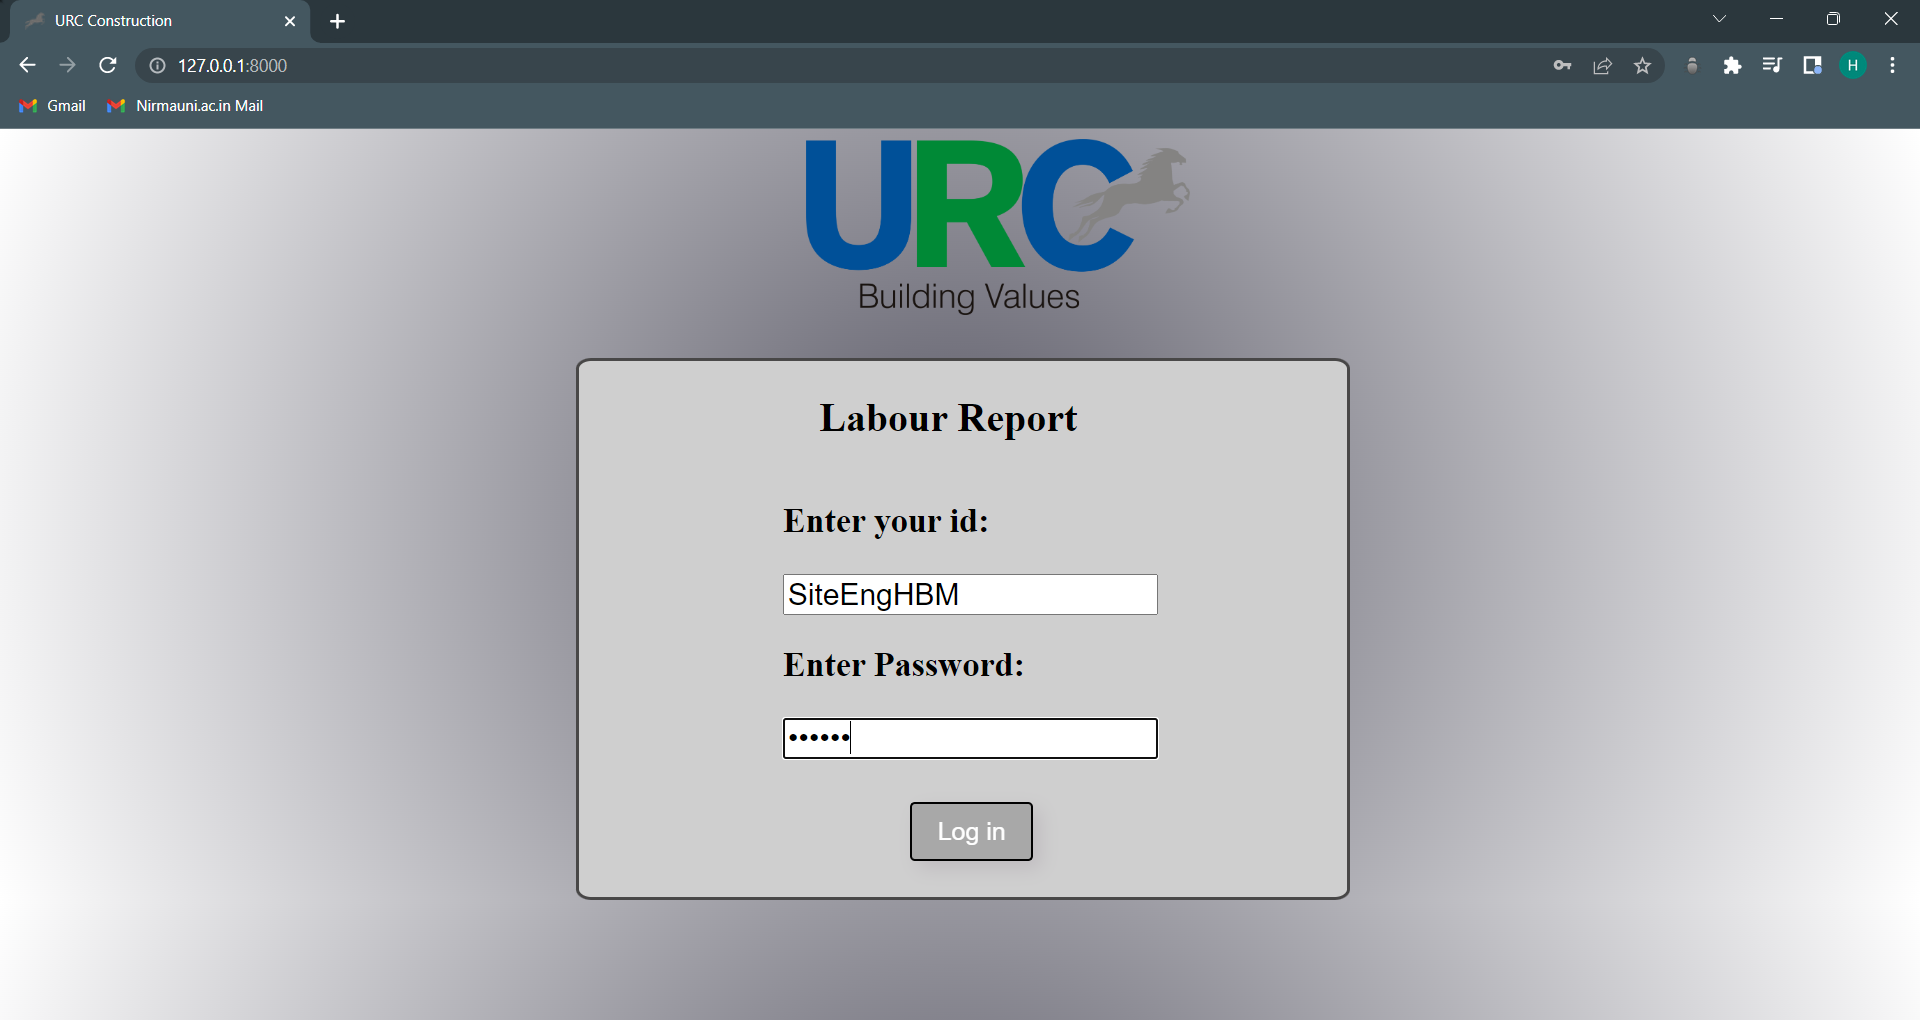 URC Construction
127.0.0.1:8000
H
Gmail
Nirmauni.ac.in Mail
URC
Building Values
Labour Report
Enter your id:
SiteEngHBM
Enter Password:
••••••
Log in